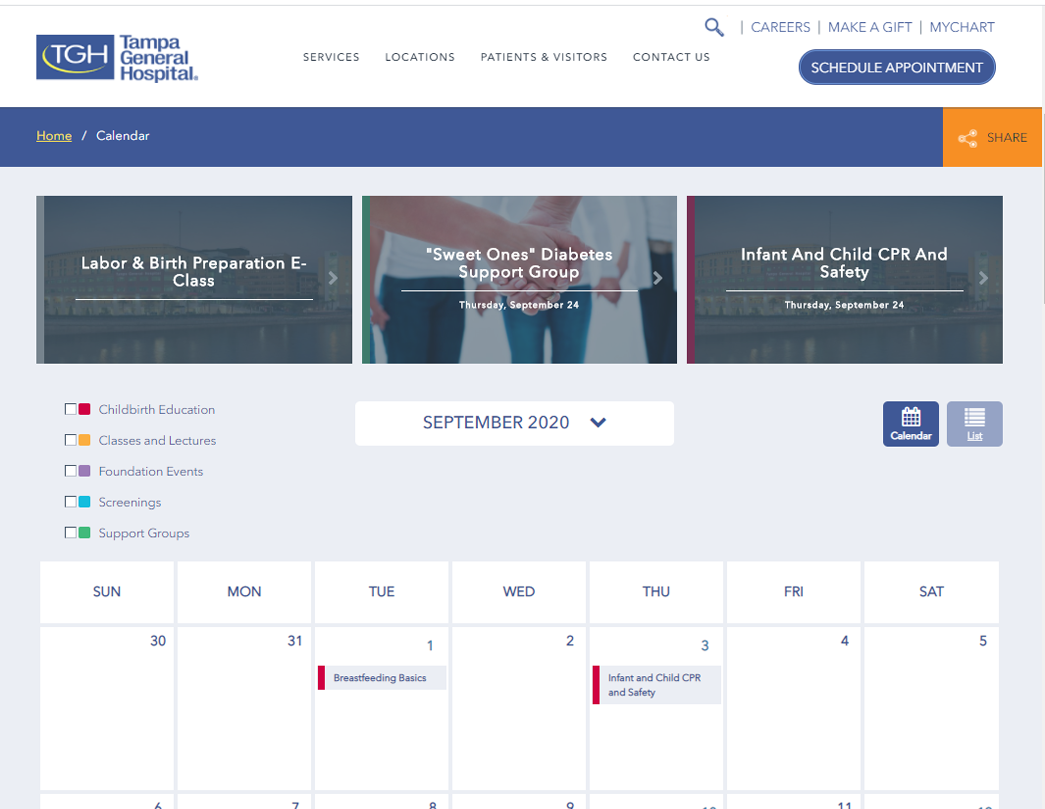 CAREERS | MAKE A GIFT | MYCHART
TGH Tampa
General
Hospital®
SERVICES LOCATIONS PATIENTS & VISITORS CONTACT US
SCHEDULE APPOINTMENT
Home / Calendar
SHARE
Labor & Birth Preparation E-
Class
"Sweet Ones" Diabetes
Support Group
Thursday, September 24
Infant And Child CPR And
Safety
Thursday, September 24
Childbirth Education
Classes and Lectures
Foundation Events
Screenings
Support Groups
SEPTEMBER 2020
Calendar
List
SUN MON TUE WED THU FRI SAT
30 31 1 2 3 4 5
Breastfeeding Basics
Infant and Child CPR
and Safety
6 7 8 9 10 11 12